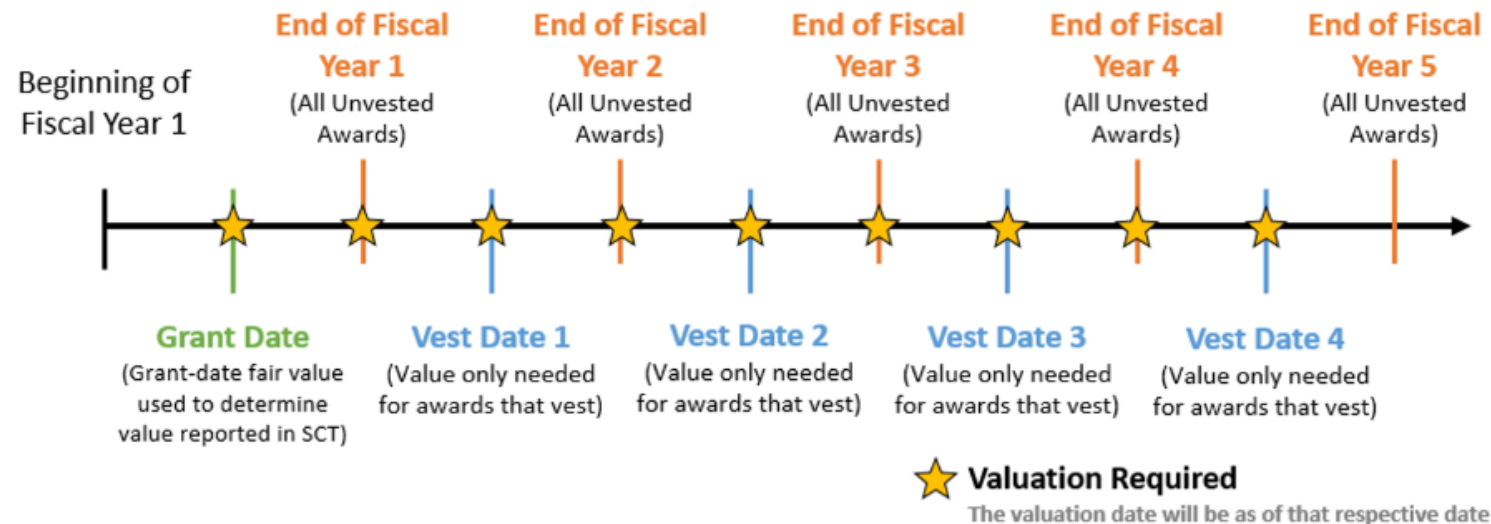 Beginning of
Fiscal Year 1
End of Fiscal
Year 1
(All Unvested
Awards)
End of Fiscal
Year 2
(All Unvested
Awards)
End of Fiscal
Year 3
(All Unvested
Awards)
End of Fiscal
Year 4
(All Unvested
Awards)
End of Fiscal
Year 5
(All Unvested
Awards)
Grant Date
(Grant-date fair value
used to determine
value reported in SCT)
Vest Date 1
(Value only needed
for awards that vest)
Vest Date 2
(Value only needed
for awards that vest)
Vest Date 3
(Value only needed
for awards that vest)
Vest Date 4
(Value only needed
for awards that vest)
Valuation Required
The valuation date will be as of that respective date